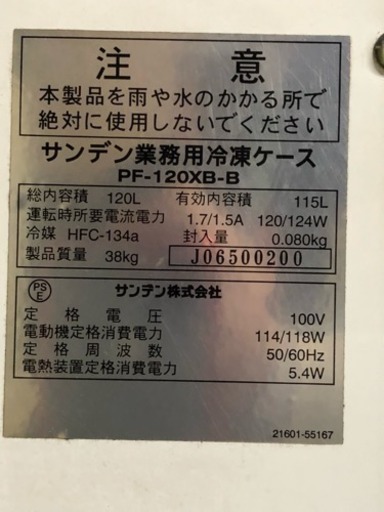 注 意
本製品を雨や水のかかる所で
絶対に使用しないでください
サンデン業務用冷凍ケース
PF-120XB-B
総内容積 120L 有効内容積 115L
運転時所要電流電力 1.7/1.5A 120/124W
冷媒 HFC-134a 封入量 0.080kg
製品質量 38kg J06500200
PS
E サンデン株式会社
定格電圧 100V
電動機定格消費電力 114/118W
定格周波数 50/60Hz
電熱装置定格消費電力 5.4W
21601-55167